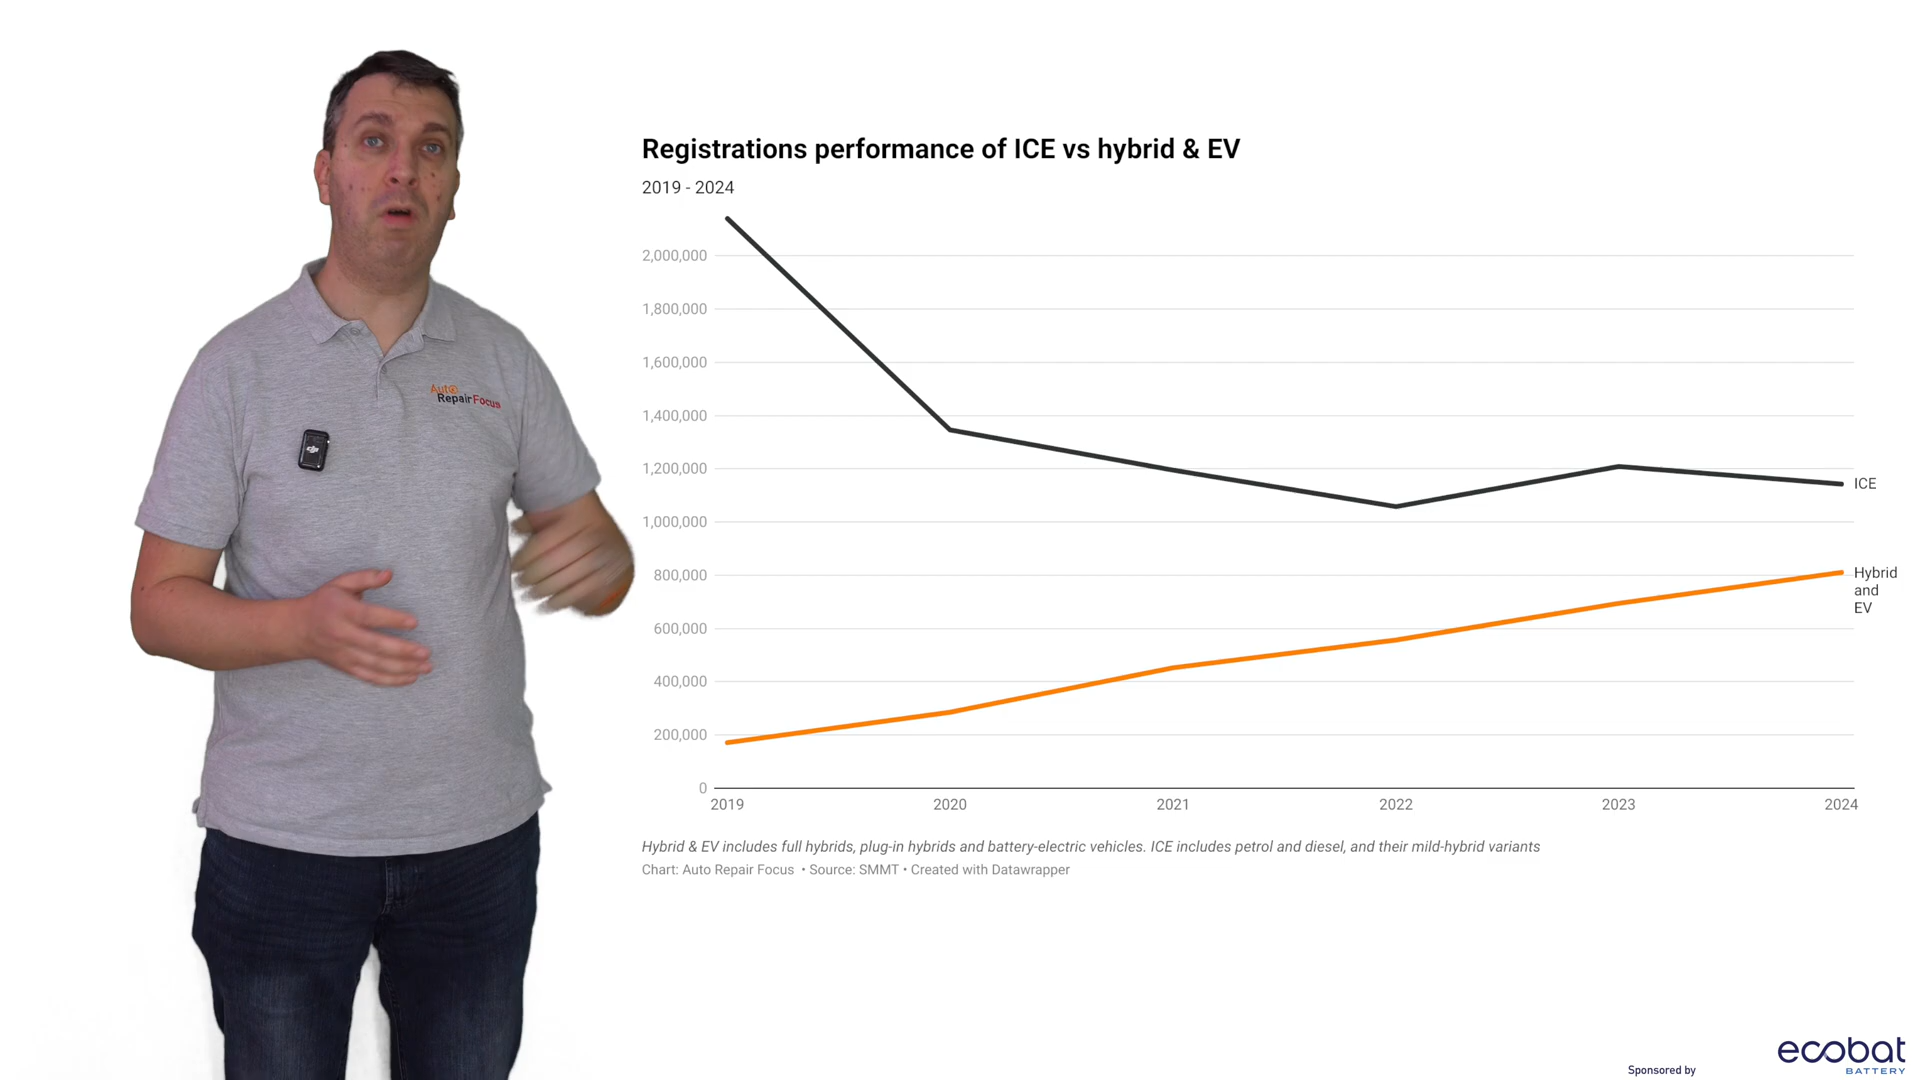 Registrations performance of ICE vs hybrid & EV
2019 - 2024
2,000,000
1,800,000
1,600,000
1,400,000
1,200,000
1,000,000
800,000
600,000
400,000
200,000
0
2019 2020 2021 2022 2023 2024
ICE
Hybrid
and
EV
Hybrid & EV includes full hybrids, plug-in hybrids and battery-electric vehicles. ICE includes petrol and diesel, and their mild-hybrid variants
Chart: Auto Repair Focus • Source: SMMT • Created with Datawrapper
Auto
Repair Focus
dji
Sponsored by
ecobat
BATTERY